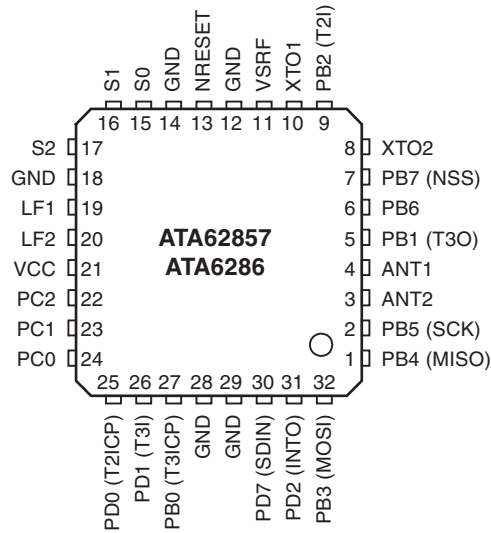 S1
S0
GND
NRESET
GND
VSRF
XTO1
PB2 (T2I)
16 15 14 13 12 11 10 9
S2 17
GND 18
LF1 19
LF2 20
VCC 21
PC2 22
PC1 23
PC0 24
ATA62857
ATA6286
8 XTO2
7 PB7 (NSS)
6 PB6
5 PB1 (T3O)
4 ANT1
3 ANT2
2 PB5 (SCK)
1 PB4 (MISO)
25 26 27 28 29 30 31 32
PD0 (T2ICP)
PD1 (T3I)
PB0 (T3ICP)
GND
GND
PD7 (SDIN)
PD2 (INTO)
PB3 (MOSI)